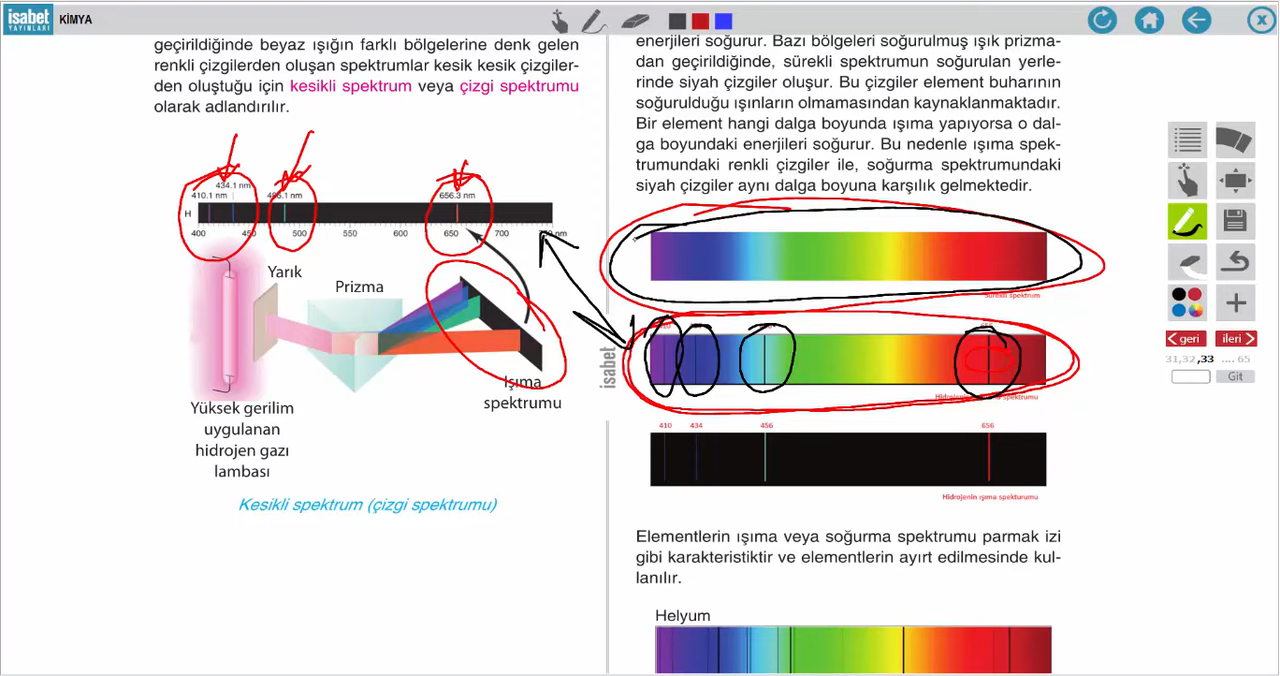 isabet
YAYINLARI
KİMYA
geçirildiğinde beyaz ışığın farklı bölgelerine denk gelen
renkli çizgilerden oluşan spektrumlar kesik kesik çizgiler-
den oluştuğu için kesikli spektrum veya çizgi spektrumu
olarak adlandırılır.
434.1 nm
410.1 nm
656.3 nm
H
400
500
550
600
650
700
nm
Yarık
Prizma
Işıma
spektrumu
Yüksek gerilim
uygulanan
hidrojen gazı
lambası
Kesikli spektrum (çizgi spektrumu)
enerjileri soğurur. Bazı bölgeleri soğurulmuş ışık prizma-
dan geçirildiğinde, sürekli spektrumun soğurulan yerle-
rinde siyah çizgiler oluşur. Bu çizgiler element buharının
soğurulduğu ışınların olmamasından kaynaklanmaktadır.
Bir element hangi dalga boyunda ışıma yapıyorsa o dal-
ga boyundaki enerjileri soğurur. Bu nedenle ışıma spek-
trumundaki renkli çizgiler ile, soğurma spektrumundaki
siyah çizgiler aynı dalga boyuna karşılık gelmektedir.
Sürekli spektrum
isabet
spektrumu
410 434 456 656
Hidrojenin ışıma spekturumu
Elementlerin ışıma veya soğurma spektrumu parmak izi
gibi karakteristiktir ve elementlerin ayırt edilmesinde kul-
lanılır.
Helyum
geri
ileri
31,32,33 .... 65
Git